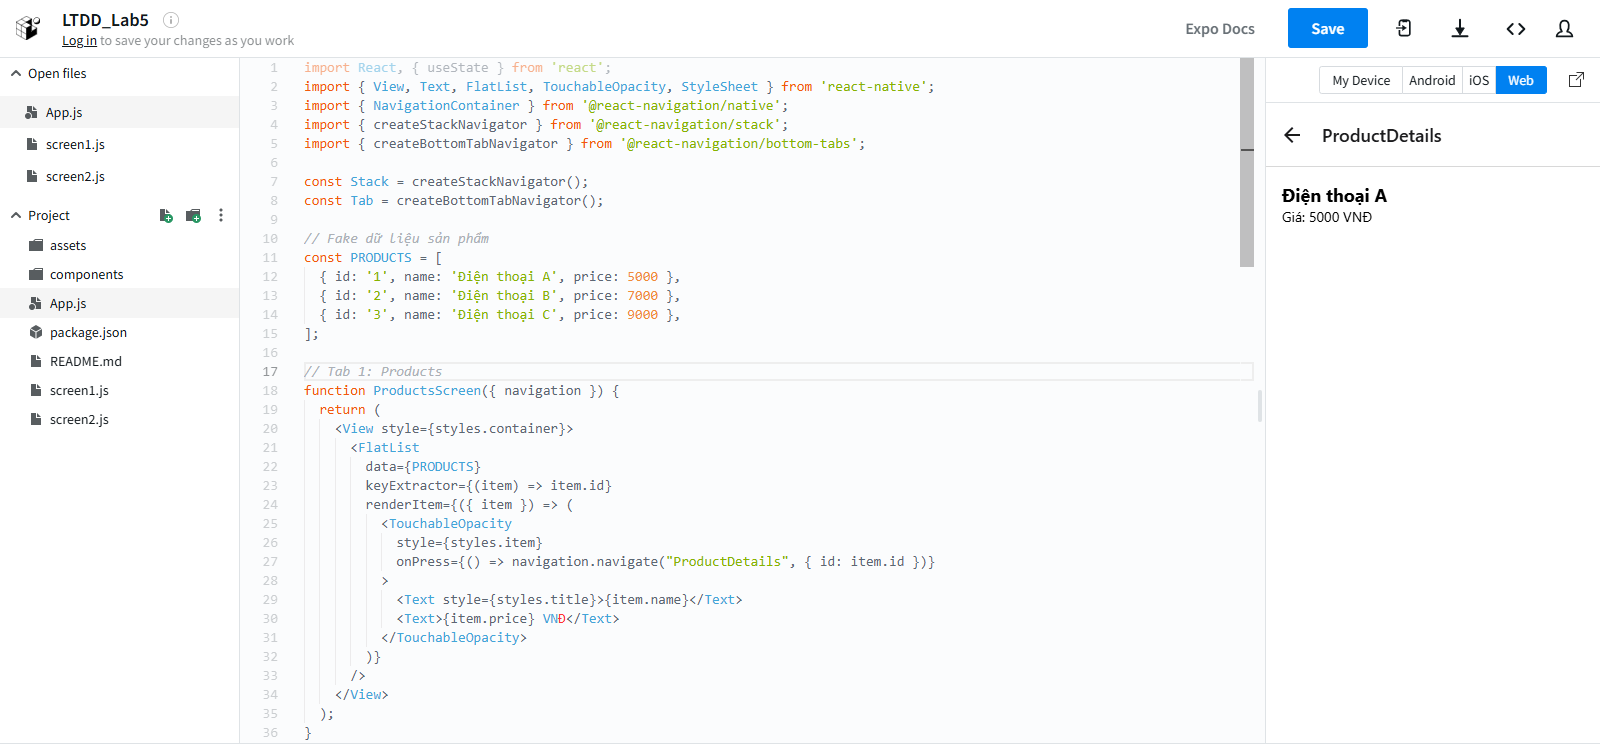 LTDD_Lab5
Log in to save your changes as you work
Expo Docs
Save
Open files
App.js
screen1.js
screen2.js
Project
assets
components
App.js
package.json
README.md
screen1.js
screen2.js
1 import React, { useState } from 'react';
2 import { View, Text, FlatList, TouchableOpacity, StyleSheet } from 'react-native';
3 import { NavigationContainer } from '@react-navigation/native';
4 import { createStackNavigator } from '@react-navigation/stack';
5 import { createBottomTabNavigator } from '@react-navigation/bottom-tabs';
6
7 const Stack = createStackNavigator();
8 const Tab = createBottomTabNavigator();
9
10 // Fake dữ liệu sản phẩm
11 const PRODUCTS = [
12   { id: '1', name: 'Điện thoại A', price: 5000 },
13   { id: '2', name: 'Điện thoại B', price: 7000 },
14   { id: '3', name: 'Điện thoại C', price: 9000 },
15 ];
16
17 // Tab 1: Products
18 function ProductsScreen({ navigation }) {
19   return (
20     <View style={styles.container}>
21       <FlatList
22         data={PRODUCTS}
23         keyExtractor={(item) => item.id}
24         renderItem={({ item }) => (
25           <TouchableOpacity
26             style={styles.item}
27             onPress={() => navigation.navigate("ProductDetails", { id: item.id })}
28           >
29             <Text style={styles.title}>{item.name}</Text>
30             <Text>{item.price} VNĐ</Text>
31           </TouchableOpacity>
32         )}
33       />
34     </View>
35   );
36 }
My Device
Android
iOS
Web
ProductDetails
Điện thoại A
Giá: 5000 VNĐ